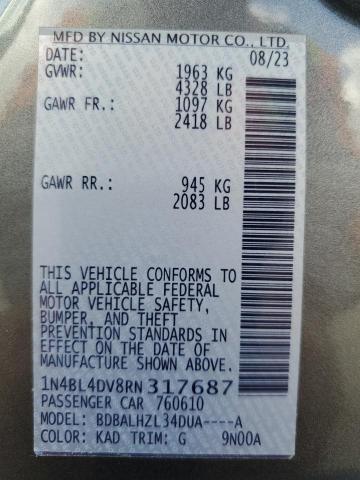 MFD BY NISSAN MOTOR CO., LTD.
DATE: 08/23
GVWR: 1963 KG
4328 LB
GAWR FR.: 1097 KG
2418 LB
GAWR RR.: 945 KG
2083 LB
THIS VEHICLE CONFORMS TO
ALL APPLICABLE FEDERAL
MOTOR VEHICLE SAFETY,
BUMPER, AND THEFT
PREVENTION STANDARDS IN
EFFECT ON THE DATE OF
MANUFACTURE SHOWN ABOVE.
1N4BL4DV8RN317687
PASSENGER CAR 760610
MODEL: BDBALHZL34DUA----A
COLOR: KAD TRIM: G 9N00A